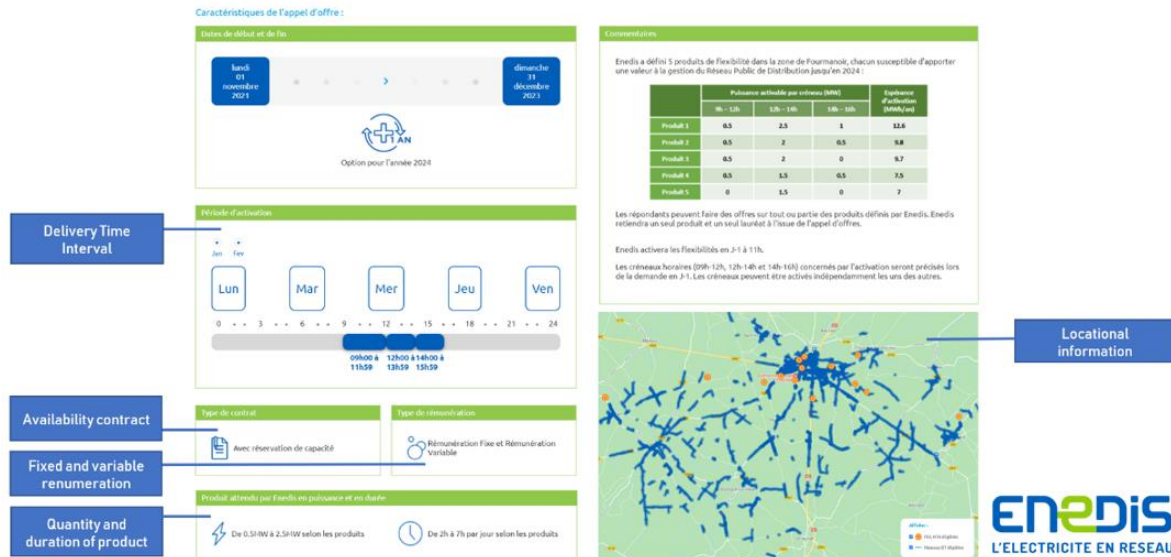 Caractéristiques de l'appel d'offre :
Dates de début et de fin
lundi
01
novembre
2021
dimanche
31
décembre
2023
1 AN
Option pour l'année 2024
Période d'activation
Jan Fev
Lun Mar Mer Jeu Ven
0 3 6 9 12 15 18 21 24
09h00 à 12h00 à 14h00 à
11h59 13h59 15h59
Type de contrat
Avec réservation de capacité
Type de rémunération
Rémunération Fixe et Rémunération
Variable
Produit attendu par Enedis en puissance et en durée
De 0.5MW à 2.5MW selon les produits
De 2h à 7h par jour selon les produits
Delivery Time
Interval
Availability contract
Fixed and variable
renumeration
Quantity and
duration of product
Commentaires
Enedis a défini 5 produits de flexibilité dans la zone de Fourmanoir, chacun susceptible d'apporter
une valeur à la gestion du Réseau Public de Distribution jusqu'en 2024 :
Puissance activable par créneau (MW) Espérance
d'activation
(MWh/an)
9h – 12h 12h – 14h 14h – 16h
Produit 1 0.5 2.5 1 12.6
Produit 2 0.5 2 0.5 9.8
Produit 3 0.5 2 0 9.7
Produit 4 0.5 1.5 0.5 7.5
Produit 5 0 1.5 0 7
Les répondants peuvent faire des offres sur tout ou partie des produits définis par Enedis. Enedis
retiendra un seul produit et un seul lauréat à l'issue de l'appel d'offres.
Enedis activera les flexibilités en J-1 à 11h.
Les créneaux horaires (09h-12h, 12h-14h et 14h-16h) concernés par l'activation seront précisés lors
de la demande en J-1. Les créneaux peuvent être activés indépendamment les uns des autres.
Locational
information
Afficher :
ENEDIS
L'ELECTRICITE EN RESEAU